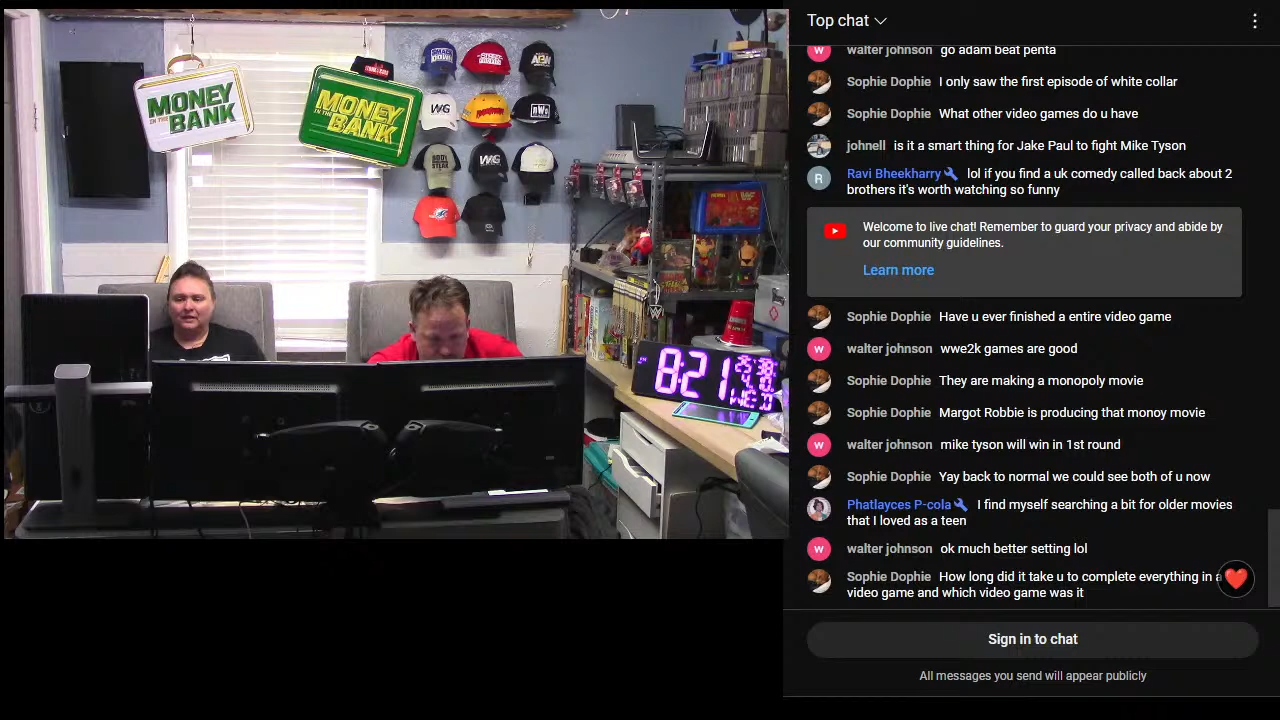 MONEY
IN THE
BANK
MONEY
IN THE
BANK
W&G
nWo
W&G
8:21
WED
Top chat
walter johnson go adam beat penta
Sophie Dophie I only saw the first episode of white collar
Sophie Dophie What other video games do u have
johnell is it a smart thing for Jake Paul to fight Mike Tyson
Ravi Bheekharry lol if you find a uk comedy called back about 2
brothers it's worth watching so funny
Welcome to live chat! Remember to guard your privacy and abide by
our community guidelines.
Learn more
Sophie Dophie Have u ever finished a entire video game
walter johnson wwe2k games are good
Sophie Dophie They are making a monopoly movie
Sophie Dophie Margot Robbie is producing that monoy movie
walter johnson mike tyson will win in 1st round
Sophie Dophie Yay back to normal we could see both of u now
Phatlayces P-cola I find myself searching a bit for older movies
that I loved as a teen
walter johnson ok much better setting lol
Sophie Dophie How long did it take u to complete everything in a
video game and which video game was it
Sign in to chat
All messages you send will appear publicly